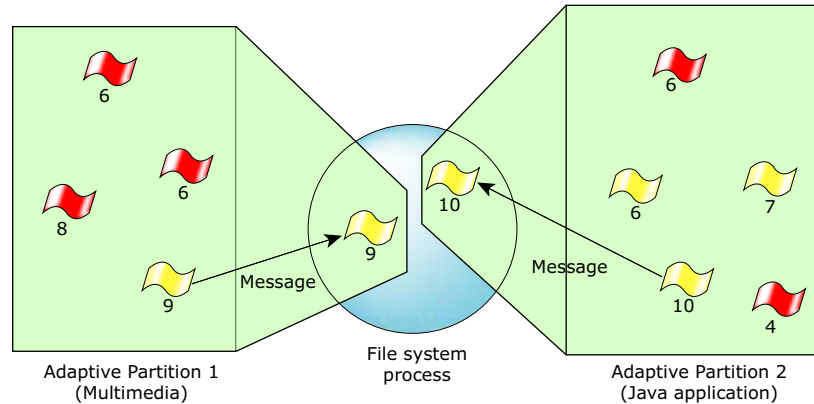 6
6
8
9
Message
9
Adaptive Partition 1
(Multimedia)
10
File system
process
6
6
7
Message
10
4
Adaptive Partition 2
(Java application)